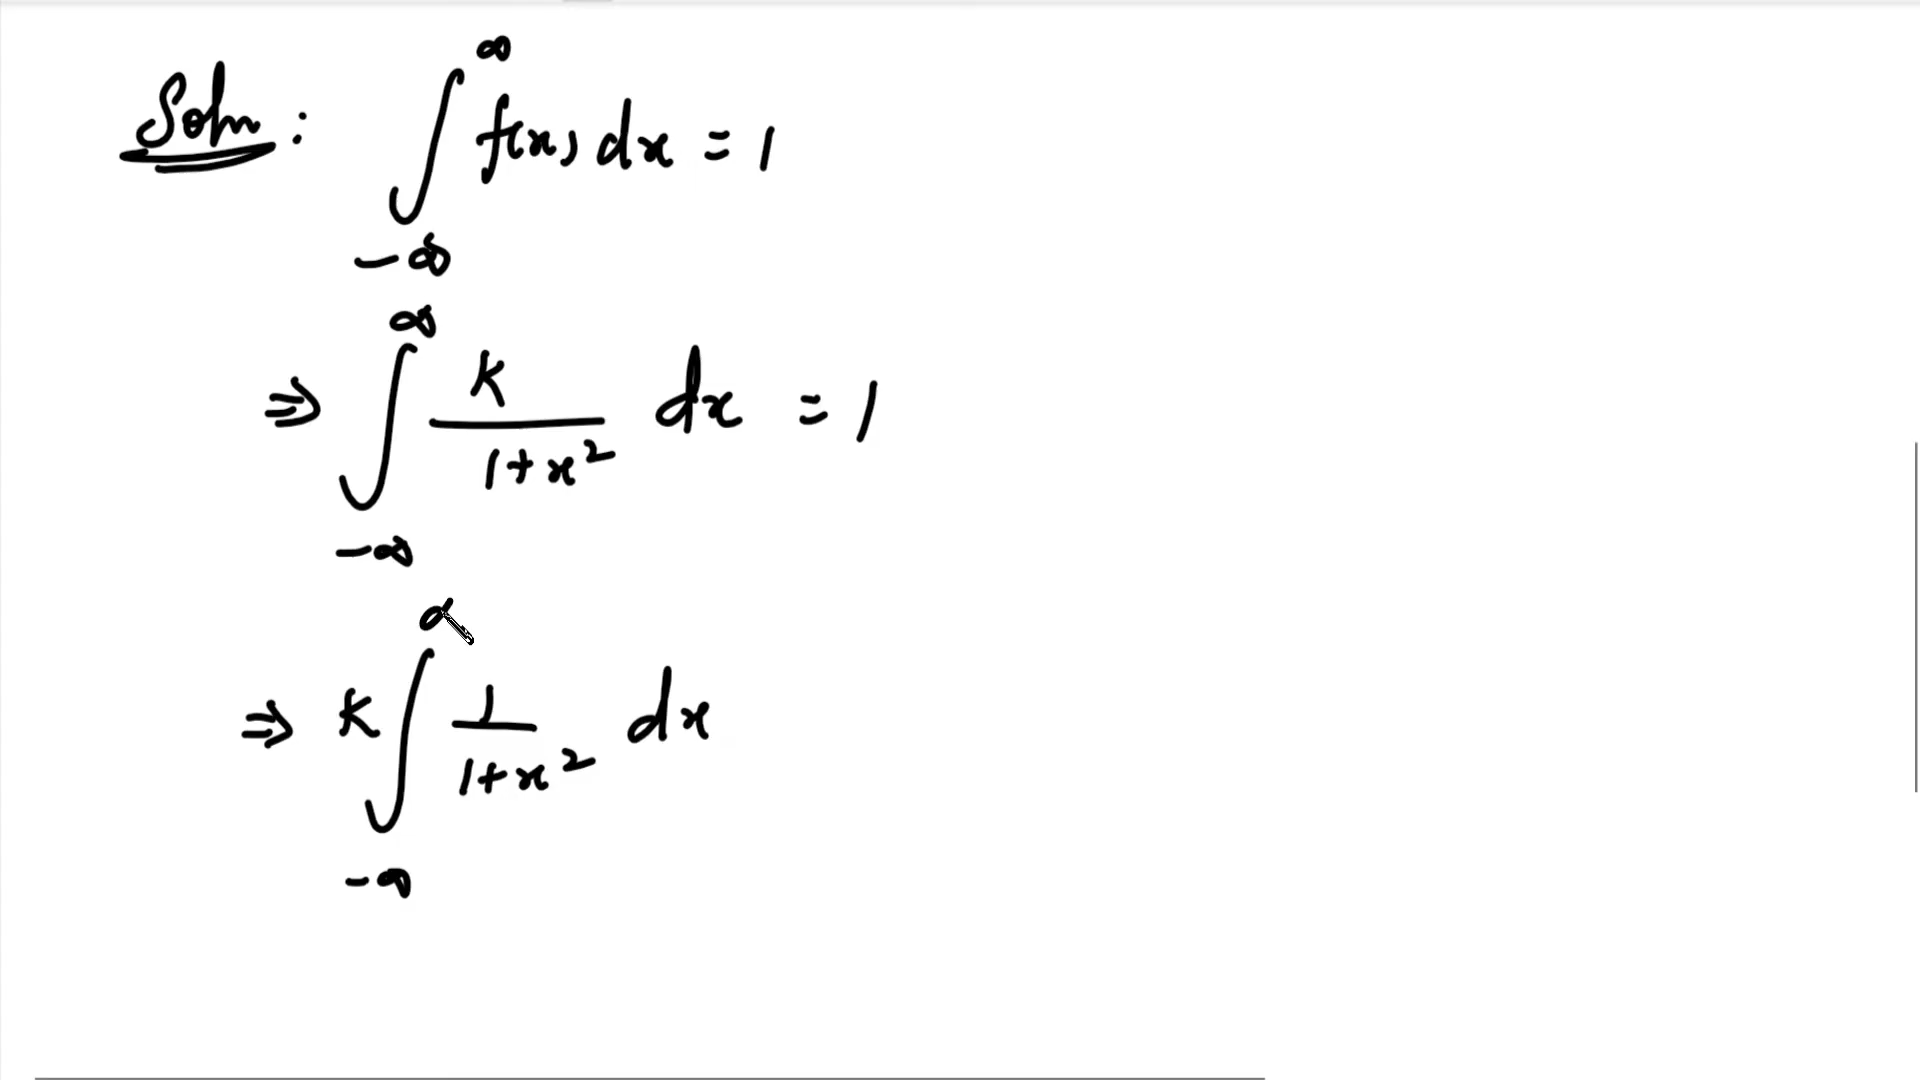 Soln : ∫_{-∞}^{∞} f(x) dx = 1
⇒ ∫_{-∞}^{∞} K/(1+x²) dx = 1
⇒ K ∫_{-∞}^{∞} 1/(1+x²) dx